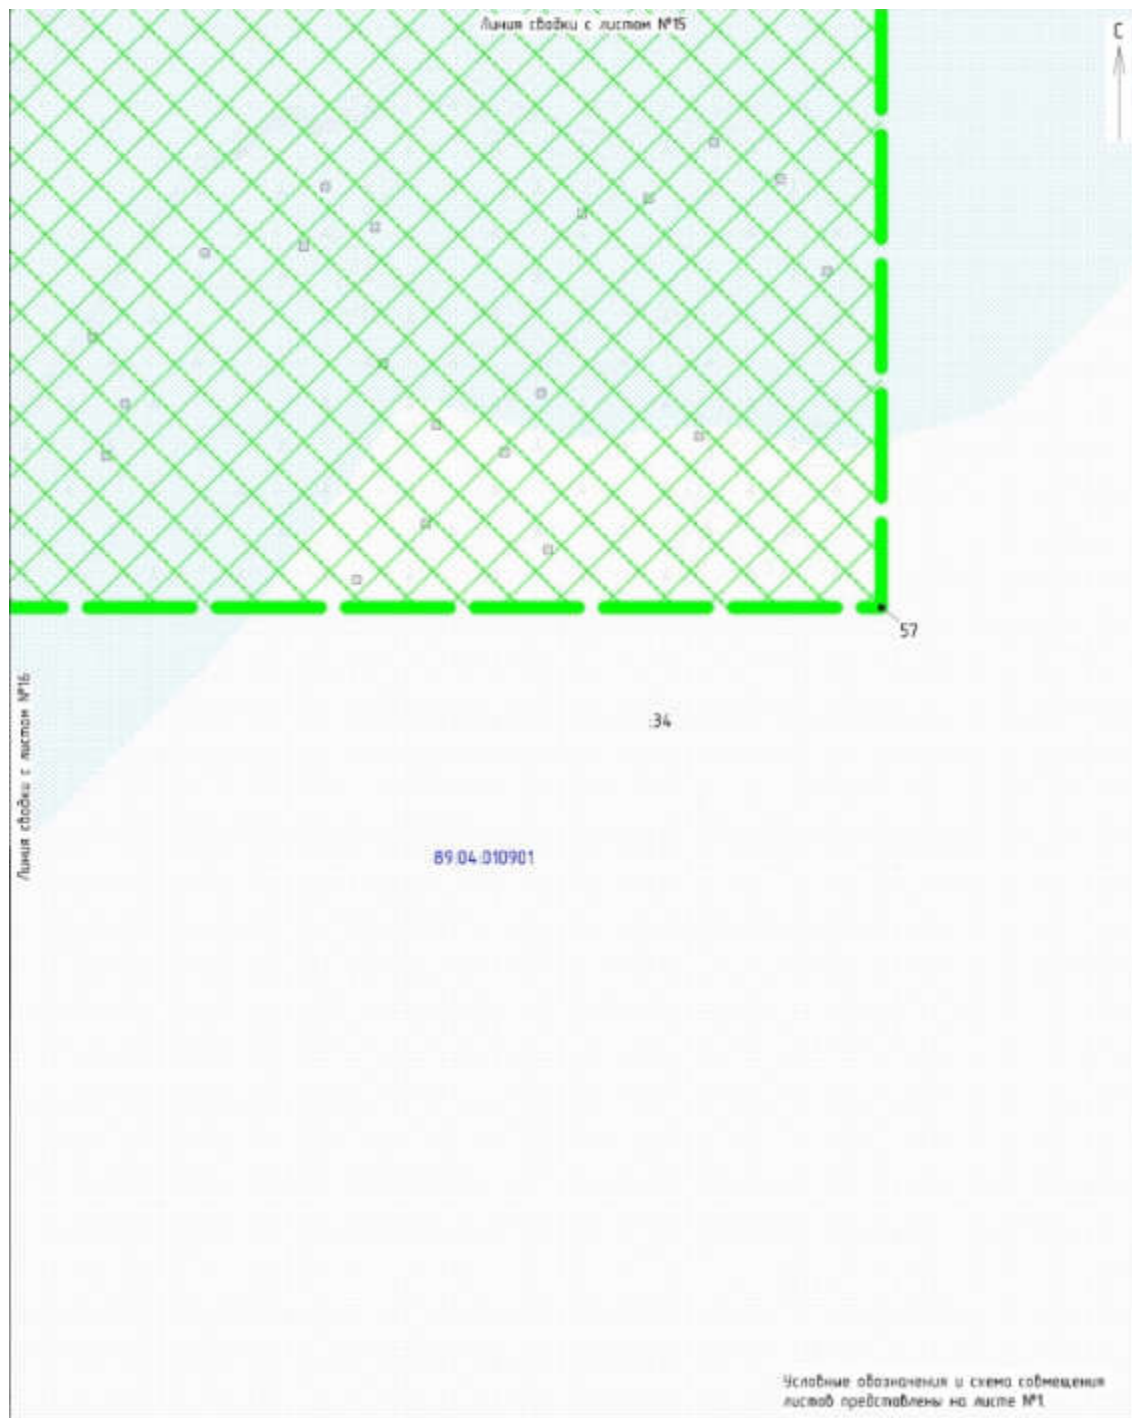 Линия сводки с листом №15
С
57
:34
Линия сводки с листом №16
89:04:010901
Условные обозначения и схема совмещения
листов представлены на листе №1